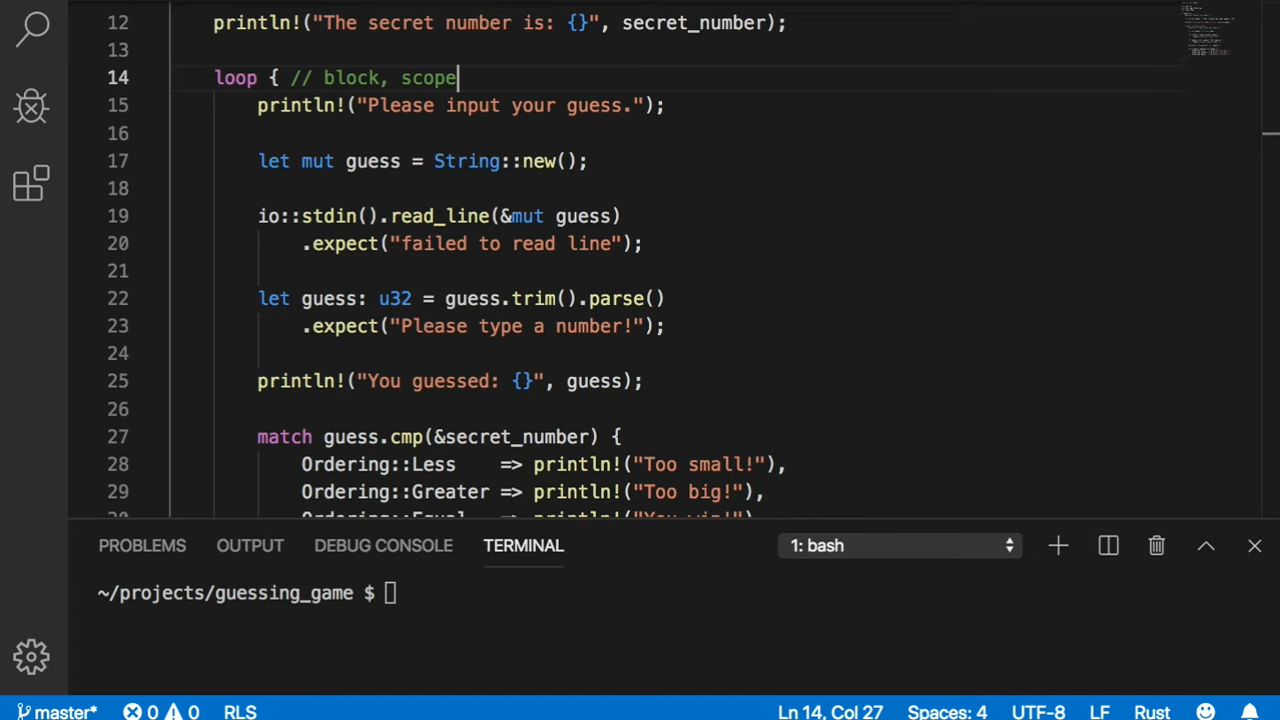 12 println!("The secret number is: {}", secret_number);
13
14 loop { // block, scope
15 println!("Please input your guess.");
16
17 let mut guess = String::new();
18
19 io::stdin().read_line(&mut guess)
20 .expect("failed to read line");
21
22 let guess: u32 = guess.trim().parse()
23 .expect("Please type a number!");
24
25 println!("You guessed: {}", guess);
26
27 match guess.cmp(&secret_number) {
28 Ordering::Less => println!("Too small!"),
29 Ordering::Greater => println!("Too big!"),
30 Ordering::Equal => println!("You win!")
PROBLEMS OUTPUT DEBUG CONSOLE TERMINAL 1: bash
~/projects/guessing_game $
master* 0 0 RLS Ln 14, Col 27 Spaces: 4 UTF-8 LF Rust